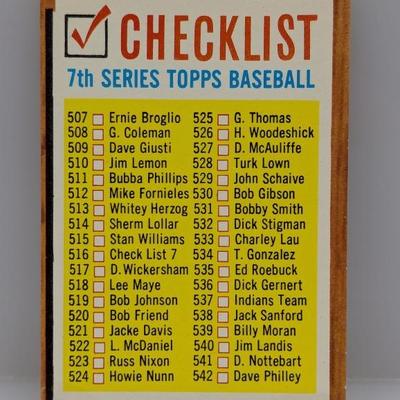 CHECKLIST
7th SERIES TOPPS BASEBALL
507 Ernie Broglio
508 G. Coleman
509 Dave Giusti
510 Jim Lemon
511 Bubba Phillips
512 Mike Fornieles
513 Whitey Herzog
514 Sherm Lollar
515 Stan Williams
516 Check List 7
517 D. Wickersham
518 Lee Maye
519 Bob Johnson
520 Bob Friend
521 Jacke Davis
522 L. McDaniel
523 Russ Nixon
524 Howie Nunn
525 G. Thomas
526 H. Woodeshick
527 D. McAuliffe
528 Turk Lown
529 John Schaive
530 Bob Gibson
531 Bobby Smith
532 Dick Stigman
533 Charley Lau
534 T. Gonzalez
535 Ed Roebuck
536 Dick Gernert
537 Indians Team
538 Jack Sanford
539 Billy Moran
540 Jim Landis
541 D. Nottebart
542 Dave Philley